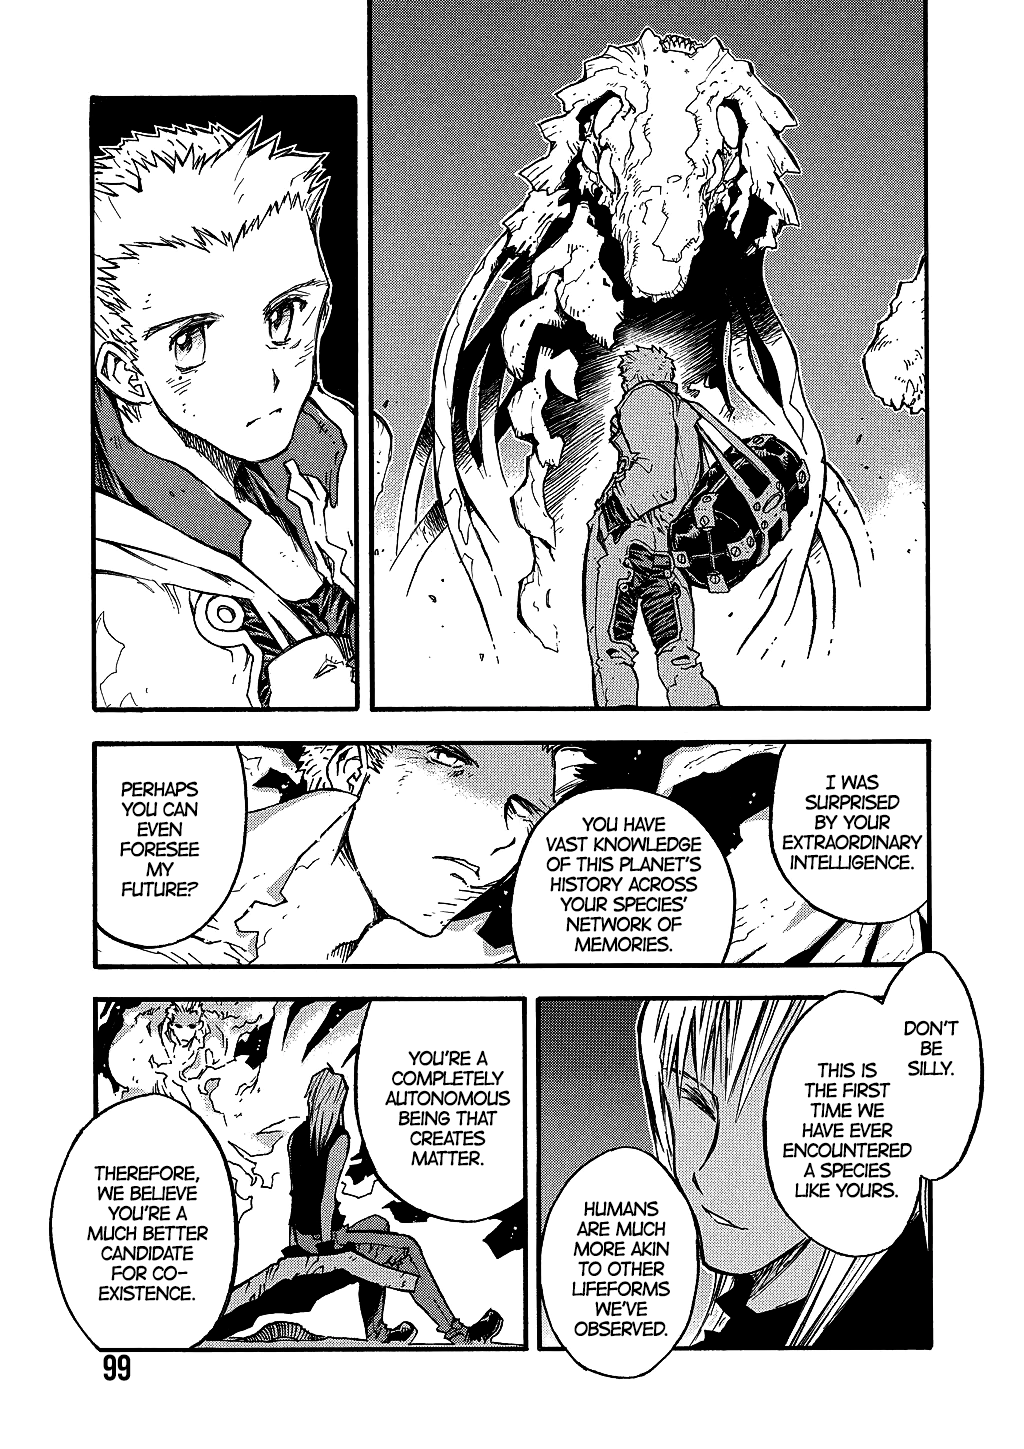 I WAS
SURPRISED
BY YOUR
EXTRAORDINARY
INTELLIGENCE.
YOU HAVE
VAST KNOWLEDGE
OF THIS PLANET'S
HISTORY ACROSS
YOUR SPECIES'
NETWORK OF
MEMORIES.
PERHAPS
YOU CAN
EVEN
FORESEE
MY
FUTURE?
DON'T
BE
SILLY.
THIS IS
THE FIRST
TIME WE
HAVE EVER
ENCOUNTERED
A SPECIES
LIKE YOURS.
HUMANS
ARE MUCH
MORE AKIN
TO OTHER
LIFEFORMS
WE'VE
OBSERVED.
YOU'RE A
COMPLETELY
AUTONOMOUS
BEING THAT
CREATES
MATTER.
THEREFORE,
WE BELIEVE
YOU'RE A
MUCH BETTER
CANDIDATE
FOR CO-
EXISTENCE.
99